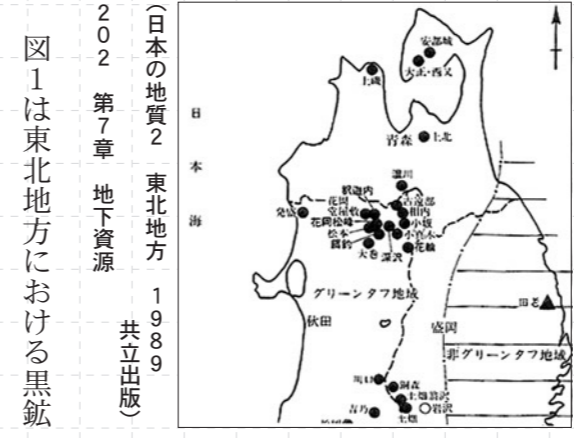 図1は東北地方における黒鉱
(日本の地質2 東北地方 1989
202 第7章 地下資源
共立出版)
安部城
大正・西又
上磯
日本海
青森
上北
温川
釈迦内
花岡
古遠部
堂屋敷
相内
発盛
花岡松峰
小坂
松木
小真木
餌釣
花輪
大巻
深沢
グリーンタフ地域
秋田
盛岡
田老
非グリーンタフ地域
洞森
土畑鷲沢
吉乃
岩沢
土畑